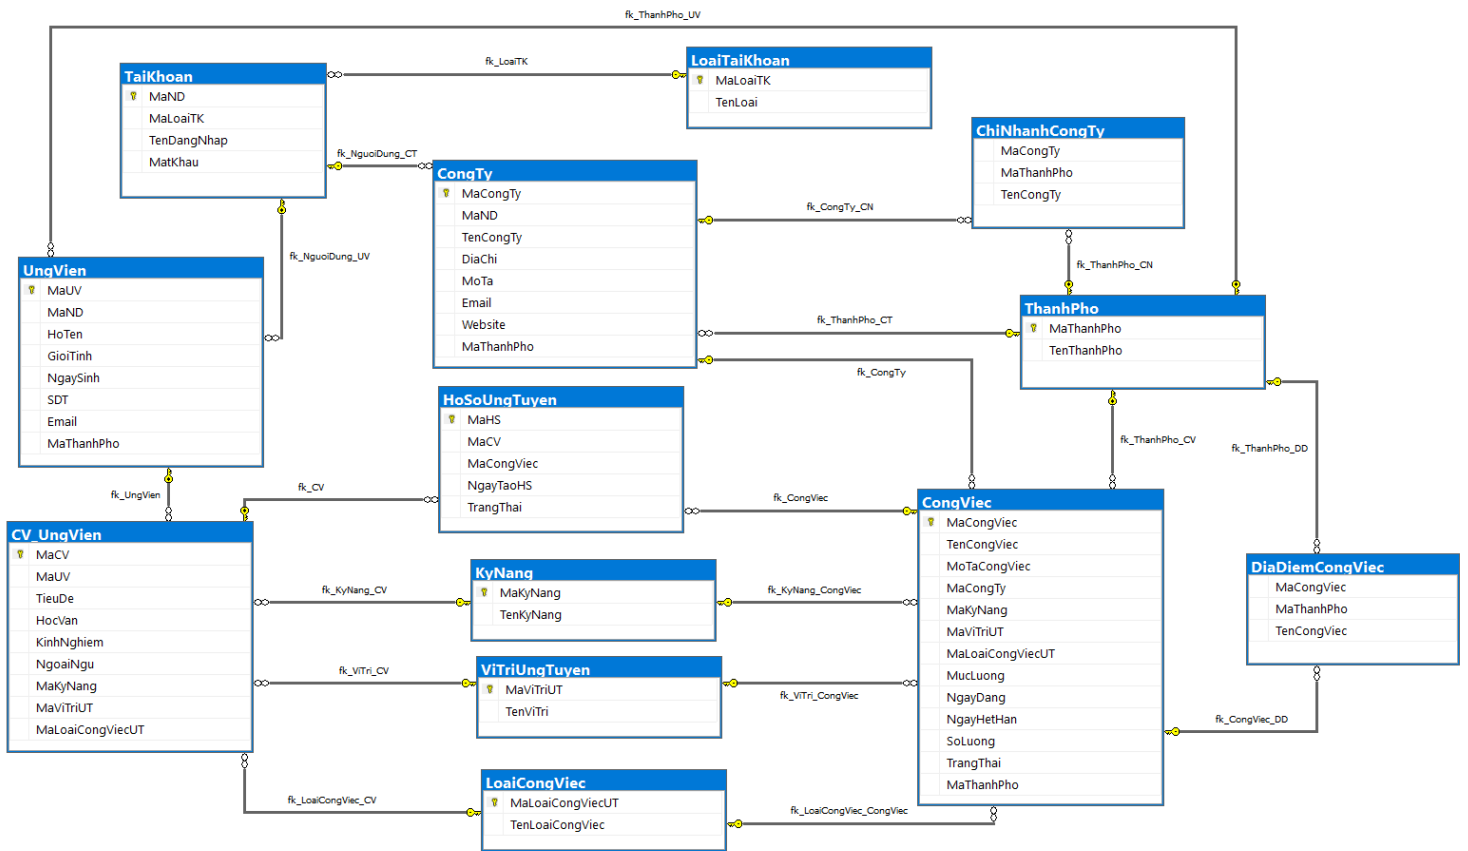 fk_ThanhPho_UV
TaiKhoan
MaND
MaLoaiTK
TenDangNhap
MatKhau
fk_LoaiTK
LoaiTaiKhoan
MaLoaiTK
TenLoai
ChiNhanhCongTy
MaCongTy
MaThanhPho
TenCongTy
fk_NguoiDung_CT
CongTy
MaCongTy
MaND
TenCongTy
DiaChi
MoTa
Email
Website
MaThanhPho
fk_CongTy_CN
fk_NguoiDung_UV
fk_ThanhPho_CN
UngVien
MaUV
MaND
HoTen
GioiTinh
NgaySinh
SDT
Email
MaThanhPho
fk_ThanhPho_CT
ThanhPho
MaThanhPho
TenThanhPho
fk_CongTy
HoSoUngTuyen
MaHS
MaCV
MaCongViec
NgayTaoHS
TrangThai
fk_ThanhPho_CV
fk_ThanhPho_DD
fk_UngVien
fk_CV
fk_CongViec
CongViec
MaCongViec
TenCongViec
MoTaCongViec
MaCongTy
MaKyNang
MaViTriUT
MaLoaiCongViecUT
MucLuong
NgayDang
NgayHetHan
SoLuong
TrangThai
MaThanhPho
CV_UngVien
MaCV
MaUV
TieuDe
HocVan
KinhNghiem
NgoaiNgu
MaKyNang
MaViTriUT
MaLoaiCongViecUT
KyNang
MaKyNang
TenKyNang
fk_KyNang_CV
fk_KyNang_CongViec
DiaDiemCongViec
MaCongViec
MaThanhPho
TenCongViec
fk_ViTri_CV
ViTriUngTuyen
MaViTriUT
TenViTri
fk_ViTri_CongViec
fk_CongViec_DD
LoaiCongViec
MaLoaiCongViecUT
TenLoaiCongViec
fk_LoaiCongViec_CV
fk_LoaiCongViec_CongViec